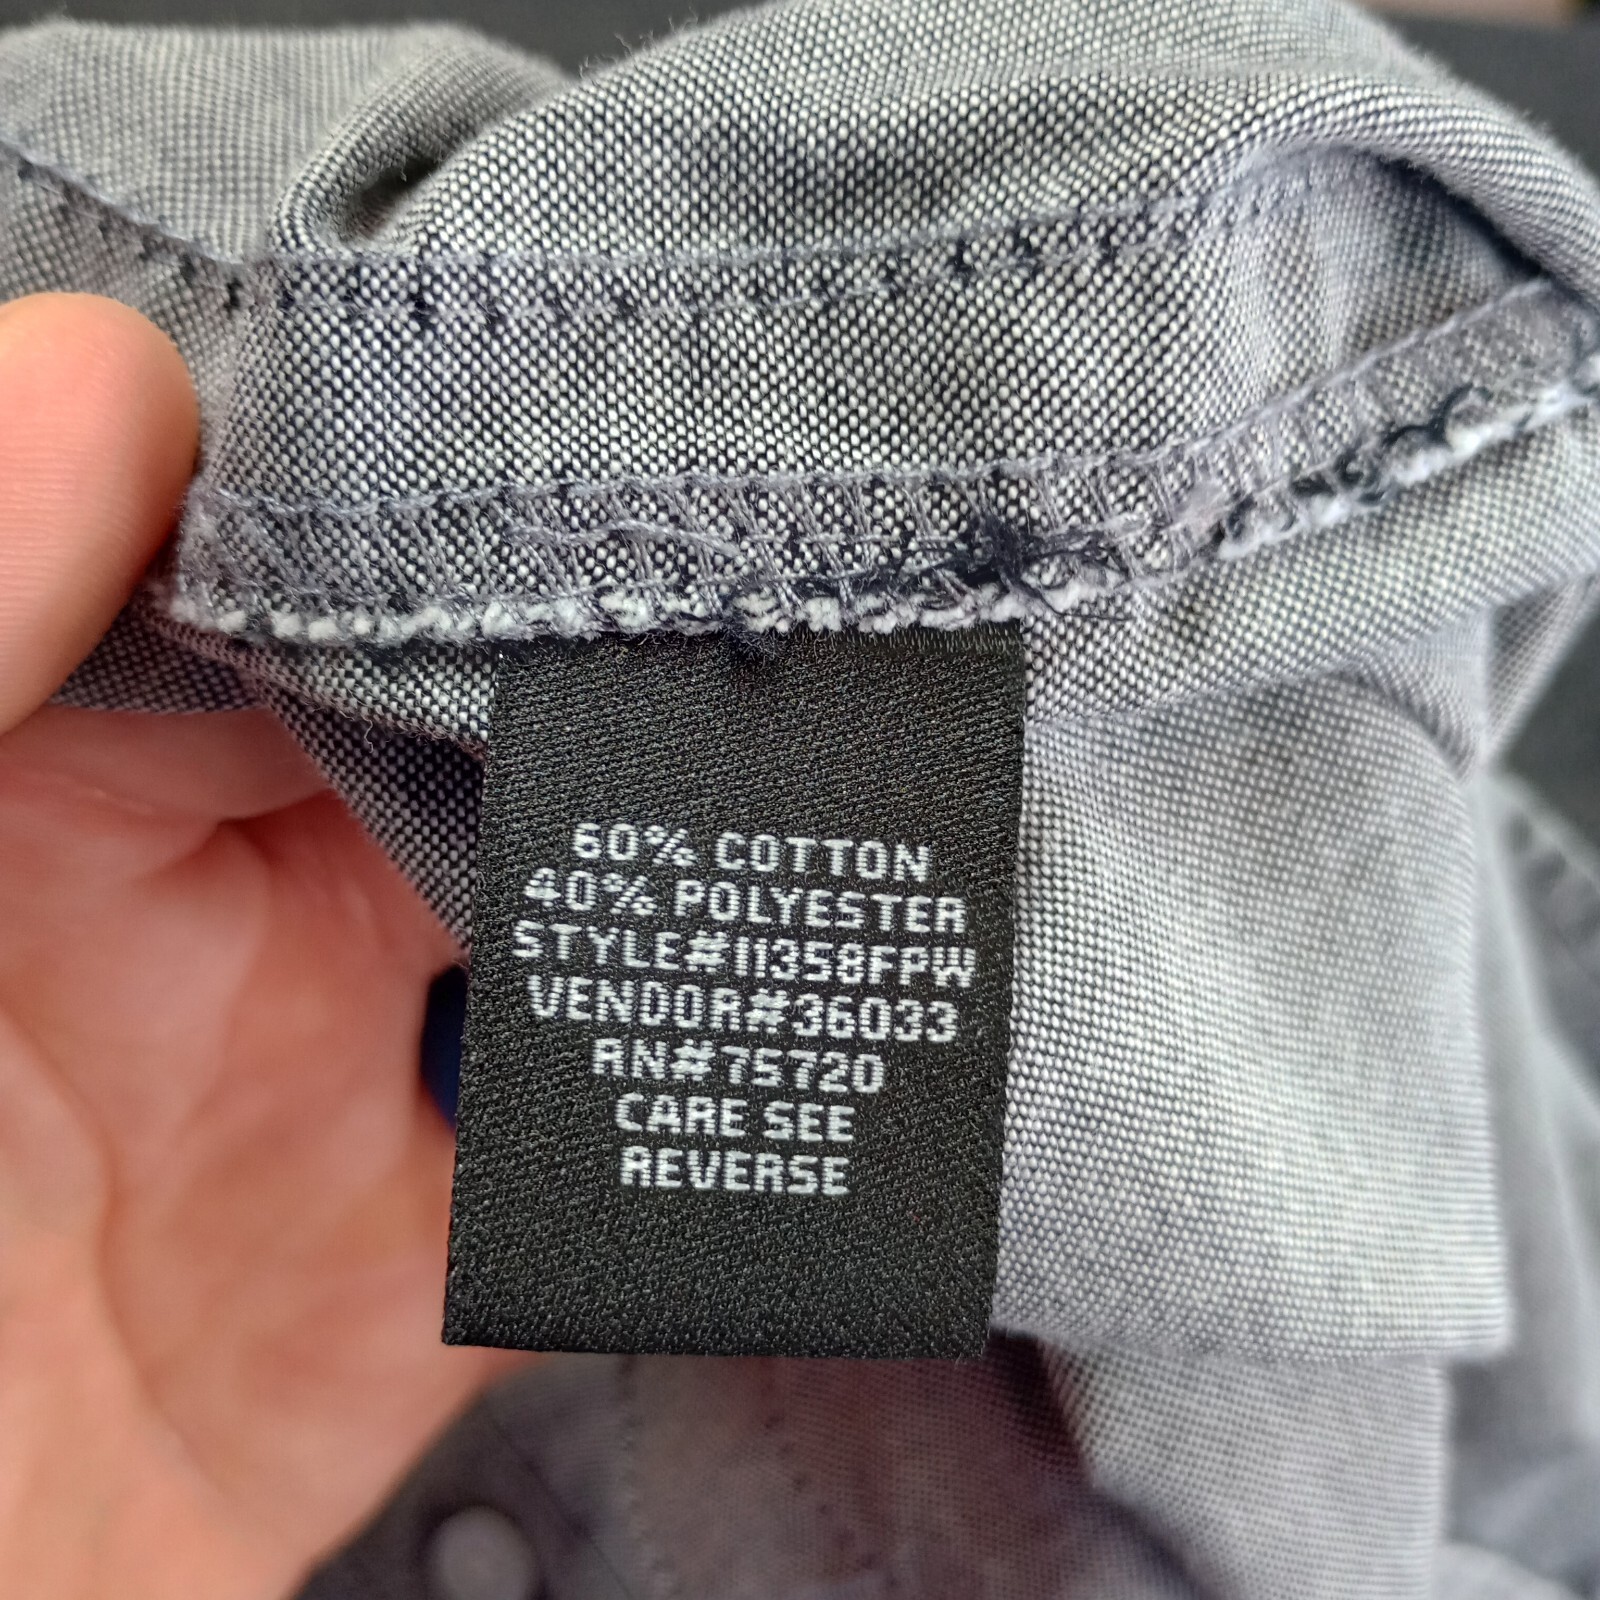 60% COTTON
40% POLYESTER
STYLE#11358FPW
VENDOR#36033
RN#75720
CARE SEE
REVERSE